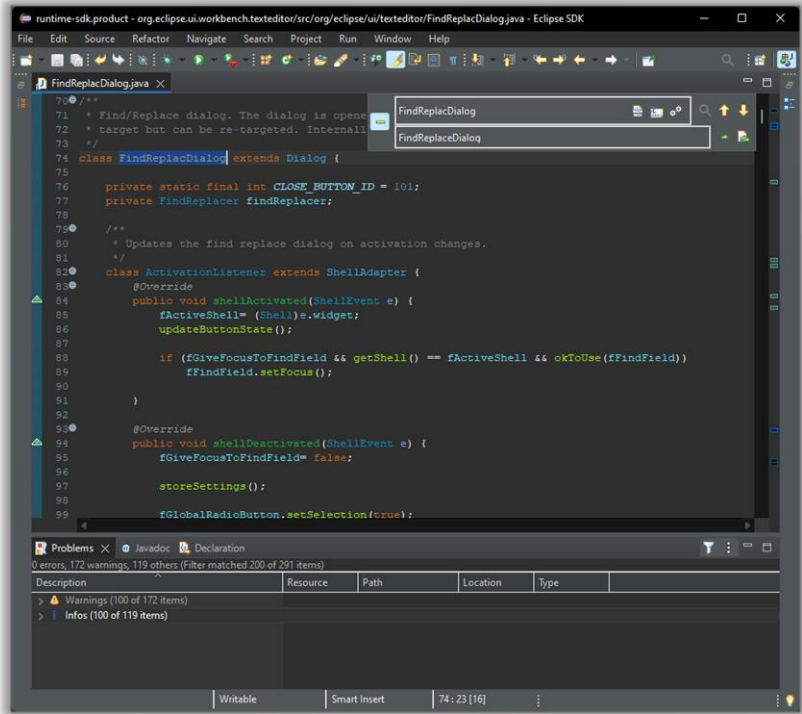 runtime-sdk.product - org.eclipse.ui.workbench.texteditor/src/org/eclipse/ui/texteditor/FindReplacDialog.java - Eclipse SDK
File Edit Source Refactor Navigate Search Project Run Window Help
FindReplacDialog.java
FindReplacDialog
FindReplaceDialog
70 /**
71 * Find/Replace dialog. The dialog is opene
72 * target but can be re-targeted. Internall
73 */
74 class FindReplacDialog extends Dialog {
75
76 private static final int CLOSE_BUTTON_ID = 101;
77 private FindReplacer findReplacer;
78
79 /**
80 * Updates the find replace dialog on activation changes.
81 */
82 class ActivationListener extends ShellAdapter {
83 @Override
84 public void shellActivated(ShellEvent e) {
85 fActiveShell= (Shell)e.widget;
86 updateButtonState();
87
88 if (fGiveFocusToFindField && getShell() == fActiveShell && okToUse(fFindField))
89 fFindField.setFocus();
90
91 }
92
93 @Override
94 public void shellDeactivated(ShellEvent e) {
95 fGiveFocusToFindField= false;
96
97 storeSettings();
98
99 fGlobalRadioButton.setSelection(true);
Problems Javadoc Declaration
0 errors, 172 warnings, 119 others (Filter matched 200 of 291 items)
Description Resource Path Location Type
Warnings (100 of 172 items)
Infos (100 of 119 items)
Writable Smart Insert 74 : 23 [16]